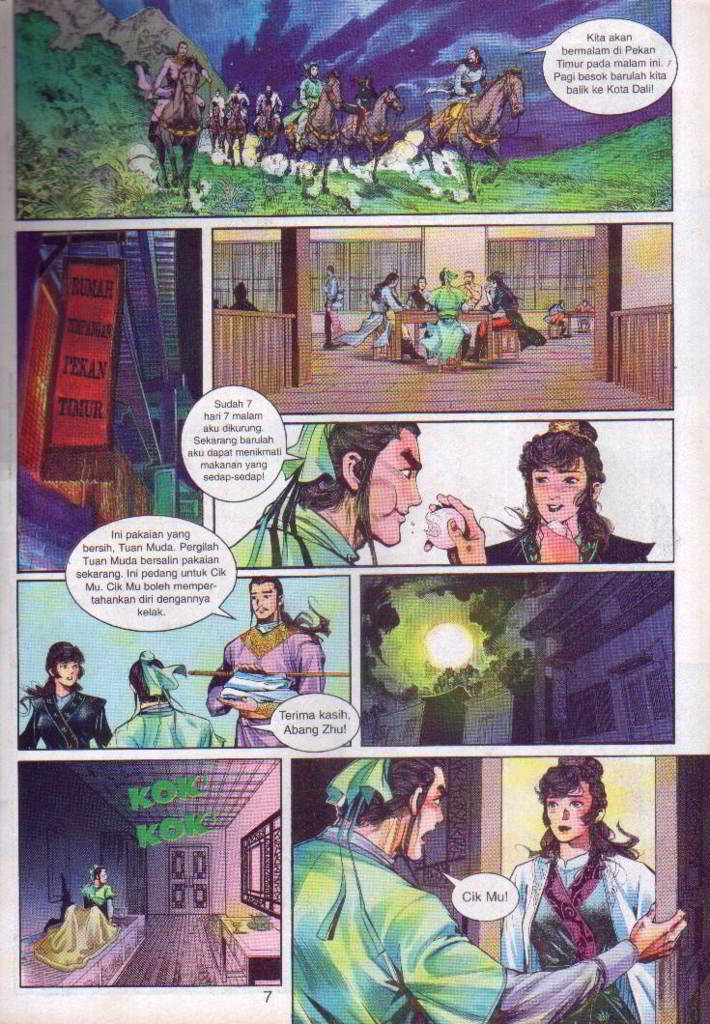 Kita akan
bermalam di Pekan
Timur pada malam ini.
Pagi besok barulah kita
balik ke Kota Dali!
RUMAH
TUMPANGAN
PEKAN
TIMUR
Sudah 7
hari 7 malam
aku dikurung.
Sekarang barulah
aku dapat menikmati
makanan yang
sedap-sedap!
Ini pakaian yang
bersih, Tuan Muda. Pergilah
Tuan Muda bersalin pakaian
sekarang. Ini pedang untuk Cik
Mu. Cik Mu boleh memper-
tahankan diri dengannya
kelak.
Terima kasih,
Abang Zhu!
KOK
KOK
Cik Mu!
7